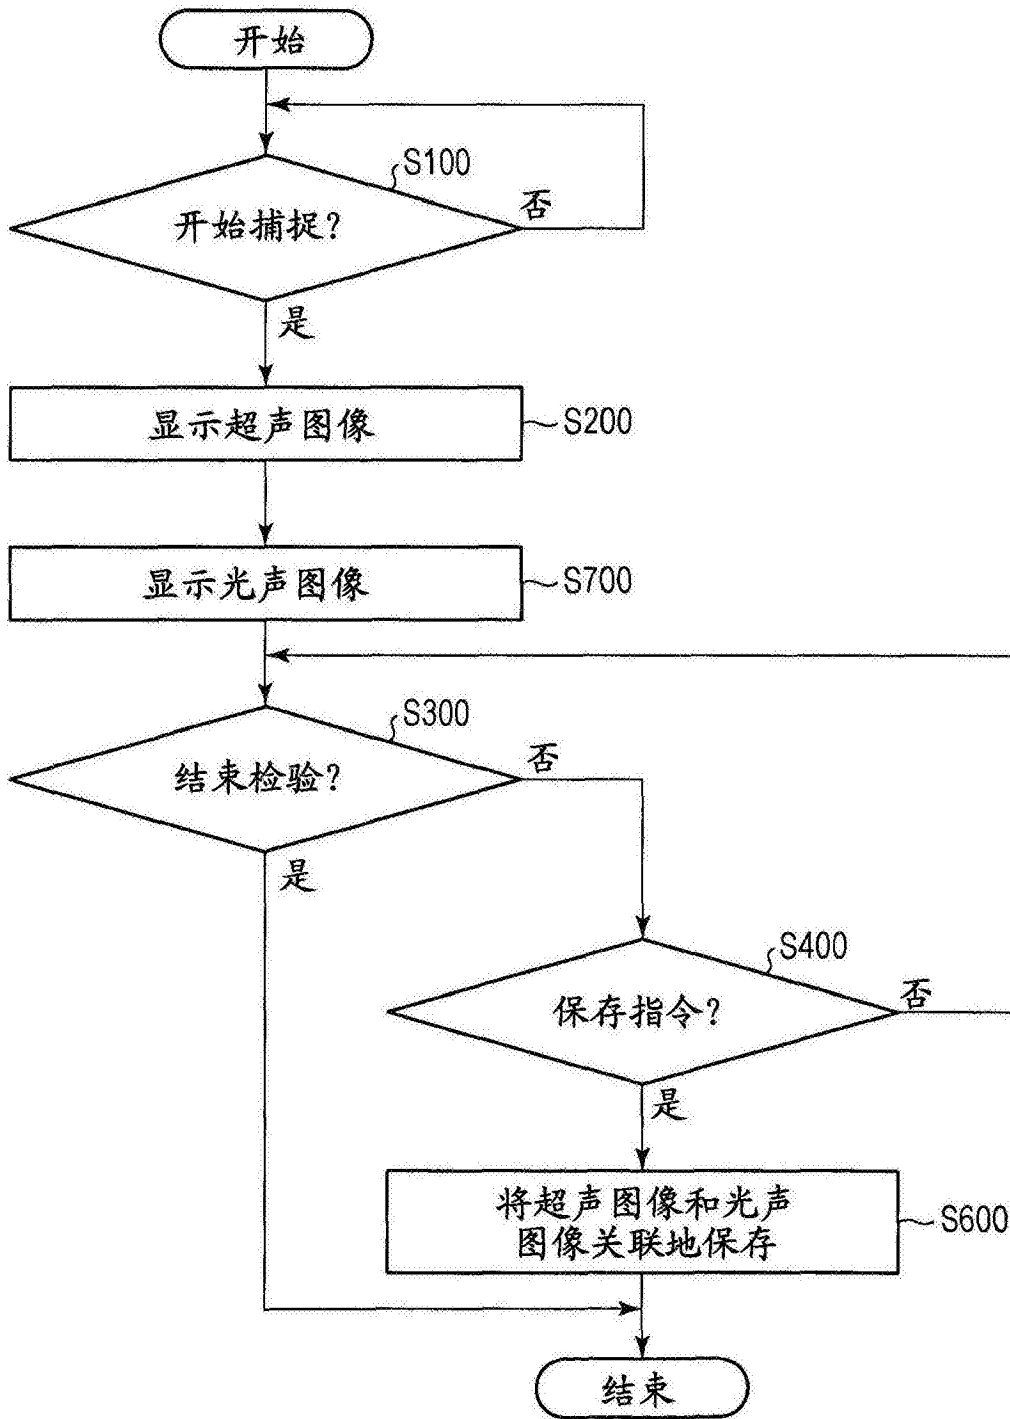 开始
S100
开始捕捉?
否
是
显示超声图像
S200
显示光声图像
S700
S300
结束检验?
否
是
S400
保存指令?
否
是
将超声图像和光声
图像关联地保存
S600
结束